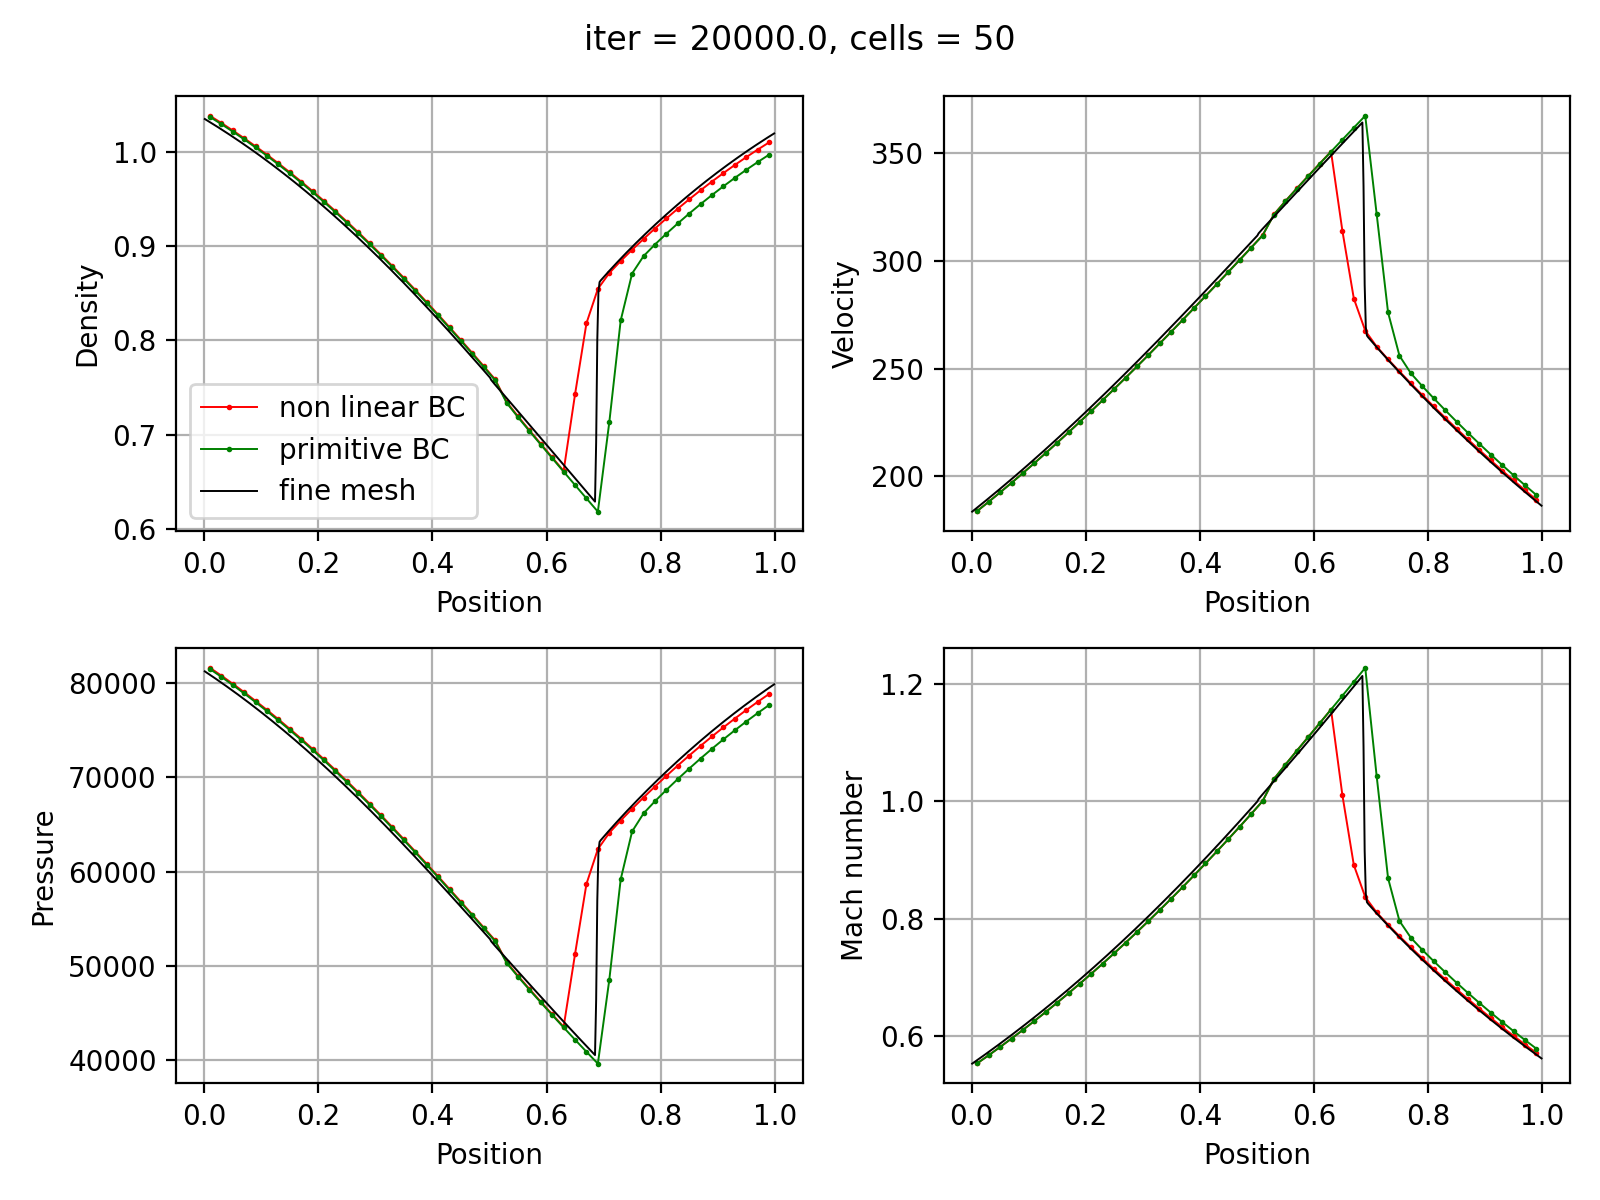 iter = 20000.0, cells = 50
Density
1.0
0.9
0.8
0.7
0.6
non linear BC
primitive BC
fine mesh
0.0 0.2 0.4 0.6 0.8 1.0
Position
Velocity
350
300
250
200
0.0 0.2 0.4 0.6 0.8 1.0
Position
Pressure
80000
70000
60000
50000
40000
0.0 0.2 0.4 0.6 0.8 1.0
Position
Mach number
1.2
1.0
0.8
0.6
0.0 0.2 0.4 0.6 0.8 1.0
Position